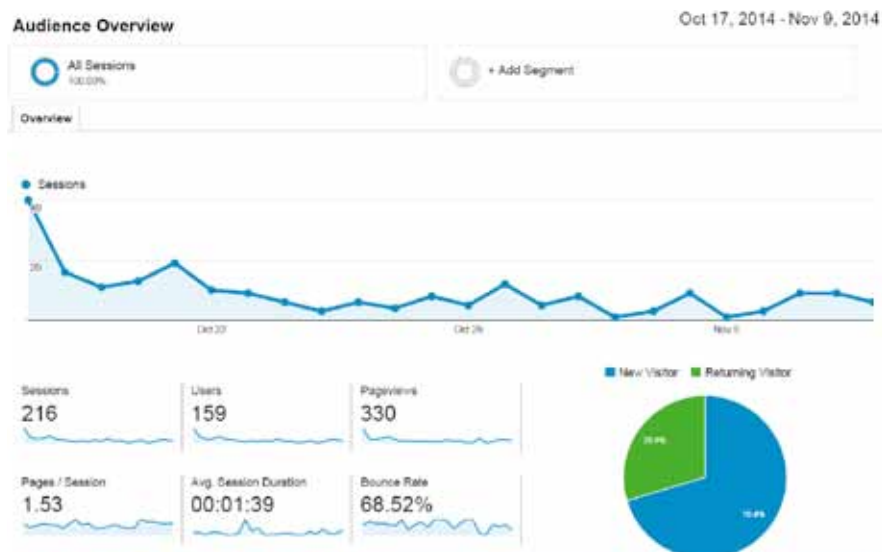 Audience Overview
Oct 17, 2014 - Nov 9, 2014
All Sessions
100.00%
+ Add Segment
Overview
Sessions
40
20
Oct 22
Nov 5
New Visitor
Returning Visitor
Sessions
216
Users
159
Pageviews
330
Pages / Session
1.53
Avg. Session Duration
00:01:39
Bounce Rate
68.52%